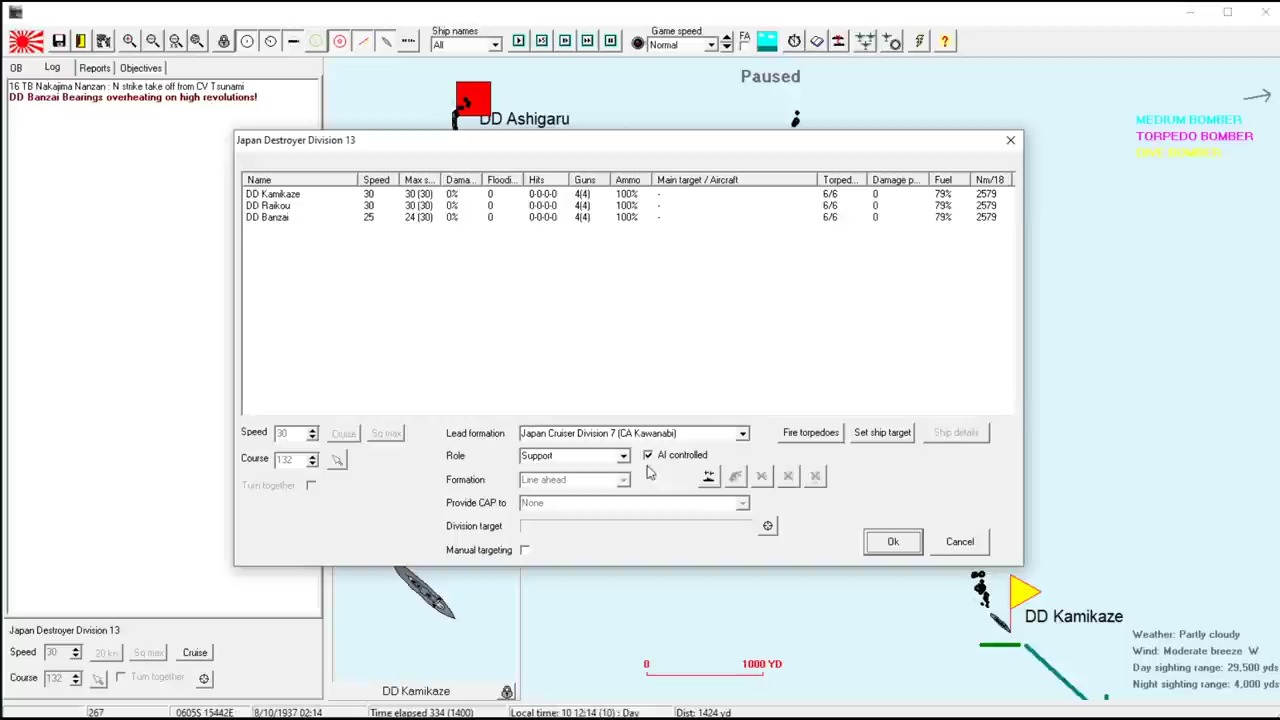 Ship names
All
Game speed
Normal
FA
OB Log Reports Objectives
16 TB Nakajima Nanzan : N strike take off from CV Tsunami
DD Banzai Bearings overheating on high revolutions!
Paused
DD Ashigaru
MEDIUM BOMBER
TORPEDO BOMBER
DIVE BOMBER
Japan Destroyer Division 13
Name Speed Max s... Dama... Floodi... Hits Guns Ammo Main target / Aircraft Torped... Damage p... Fuel Nm/18
DD Kamikaze 30 30 (30) 0% 0 0-0-0-0 4(4) 100% - 6/6 0 79% 2579
DD Raikou 30 30 (30) 0% 0 0-0-0-0 4(4) 100% - 6/6 0 79% 2579
DD Banzai 25 24 (30) 0% 0 0-0-0-0 4(4) 100% - 6/6 0 79% 2579
Speed 30 Cruise Sq max
Course 132
Turn together
Lead formation Japan Cruiser Division 7 (CA Kawanabi)
Role Support AI controlled
Formation Line ahead
Provide CAP to None
Division target
Manual targeting
Fire torpedoes Set ship target Ship details
Ok Cancel
DD Kamikaze
Japan Destroyer Division 13
Speed 30 20 kn Sq max Cruise
Course 132 Turn together
DD Kamikaze
0 1000 YD
Weather: Partly cloudy
Wind: Moderate breeze W
Day sighting range: 29,500 yds
Night sighting range: 4,000 yds
267 0605S 15442E 8/10/1937 02:14 Time elapsed 334 (1400) Local time: 10 12:14 (10) : Day Dist: 1424 yd